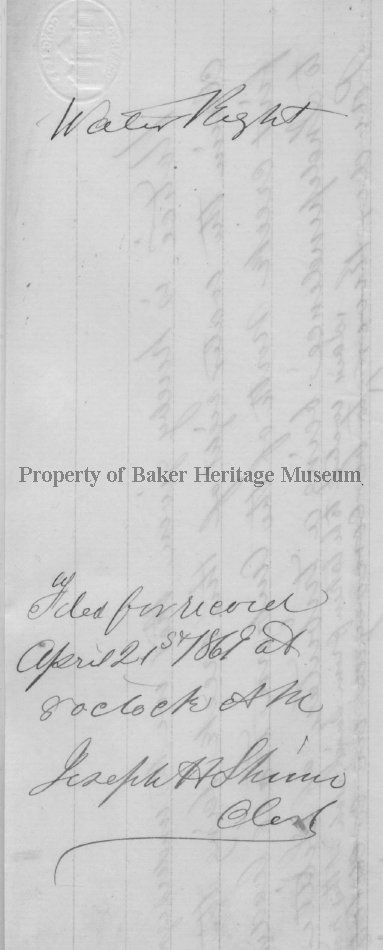 Water Right
Property of Baker Heritage Museum
Filed for record
April 21st 1869 at
8 oclock AM
Joseph H Shinn
Clerk